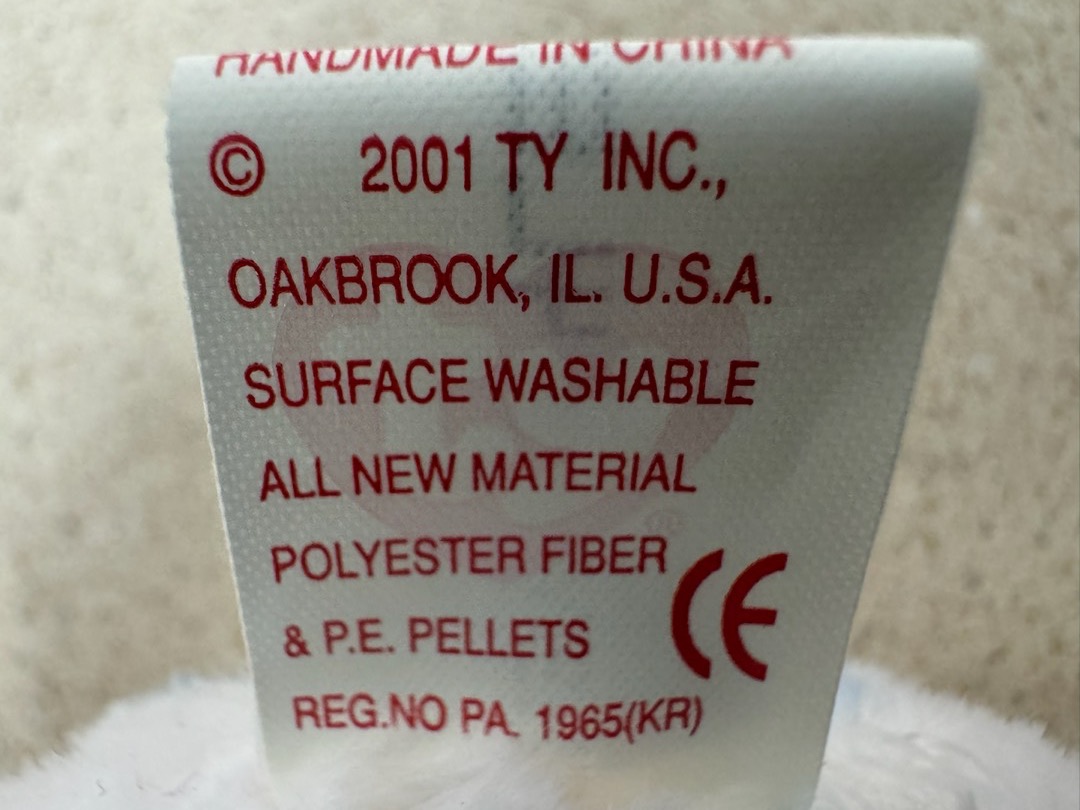 HANDMADE IN CHINA
© 2001 TY INC.,
OAKBROOK, IL. U.S.A.
SURFACE WASHABLE
ALL NEW MATERIAL
POLYESTER FIBER
& P.E. PELLETS CE
REG.NO PA. 1965(KR)